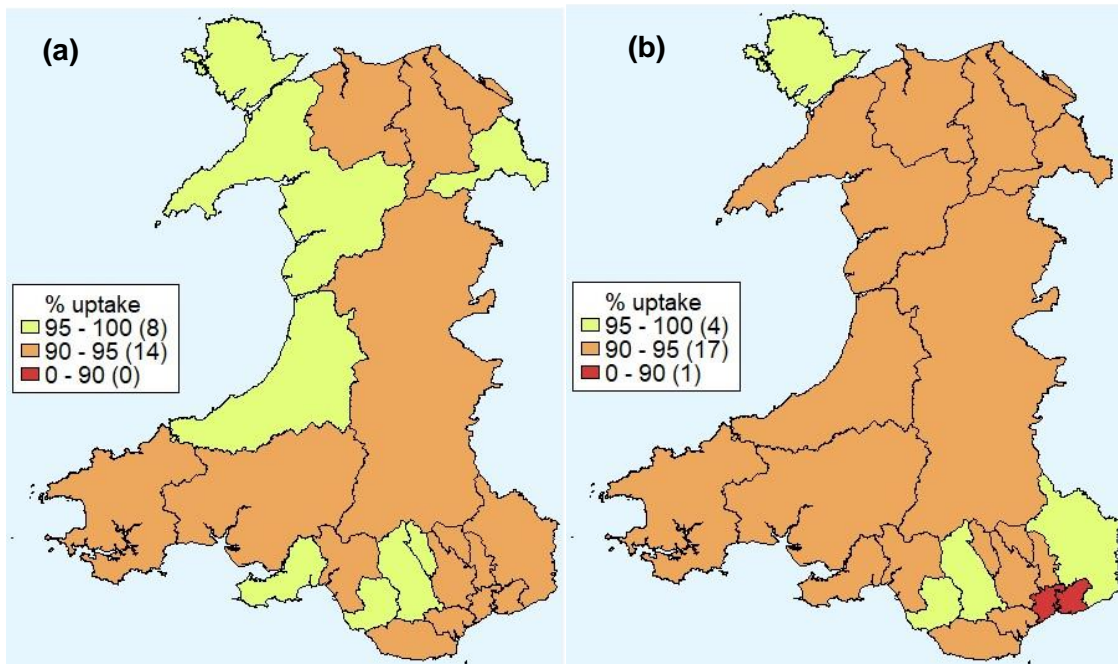 (a)
% uptake
95 - 100 (8)
90 - 95 (14)
0 - 90 (0)
(b)
% uptake
95 - 100 (4)
90 - 95 (17)
0 - 90 (1)